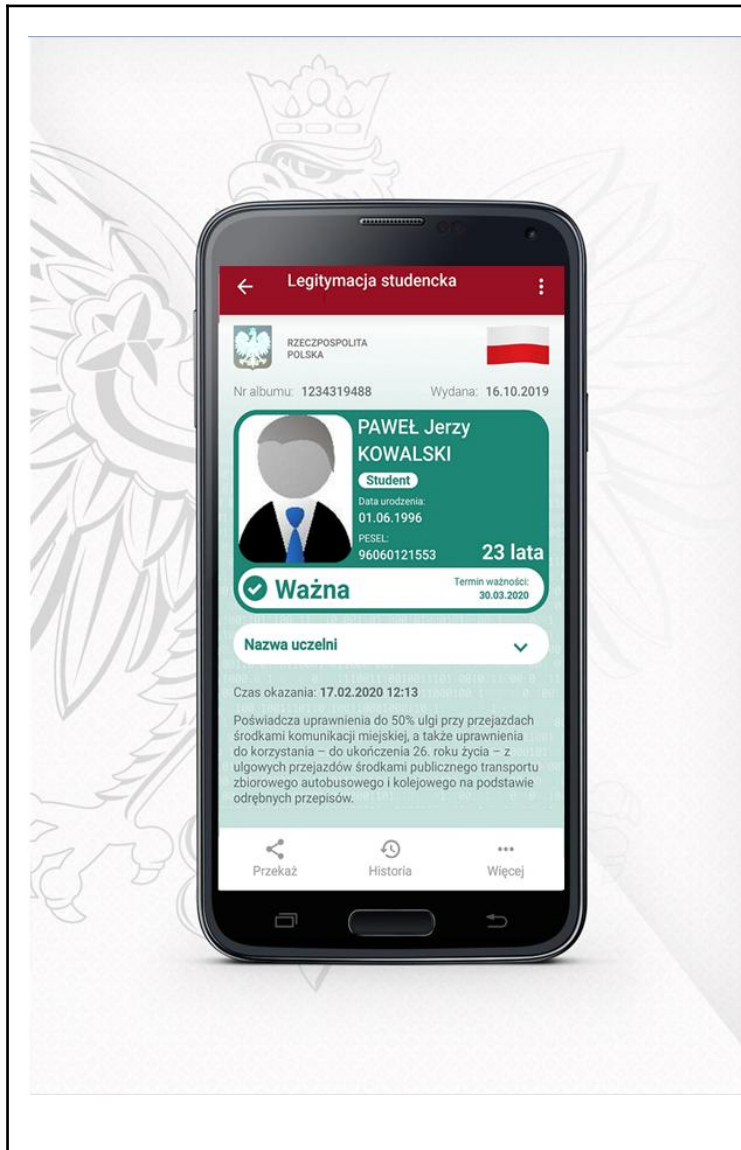 Legitymacja studencka
RZECZPOSPOLITA
POLSKA
Nr albumu: 1234319488 Wydana: 16.10.2019
PAWEŁ Jerzy
KOWALSKI
Student
Data urodzenia:
01.06.1996
PESEL:
96060121553 23 lata
Ważna
Termin ważności:
30.03.2020
Nazwa uczelni
Czas okazania: 17.02.2020 12:13
Poświadcza uprawnienia do 50% ulgi przy przejazdach
środkami komunikacji miejskiej, a także uprawnienia
do korzystania – do ukończenia 26. roku życia – z
ulgowych przejazdów środkami publicznego transportu
zbiorowego autobusowego i kolejowego na podstawie
odrębnych przepisów.
Przekaż Historia Więcej